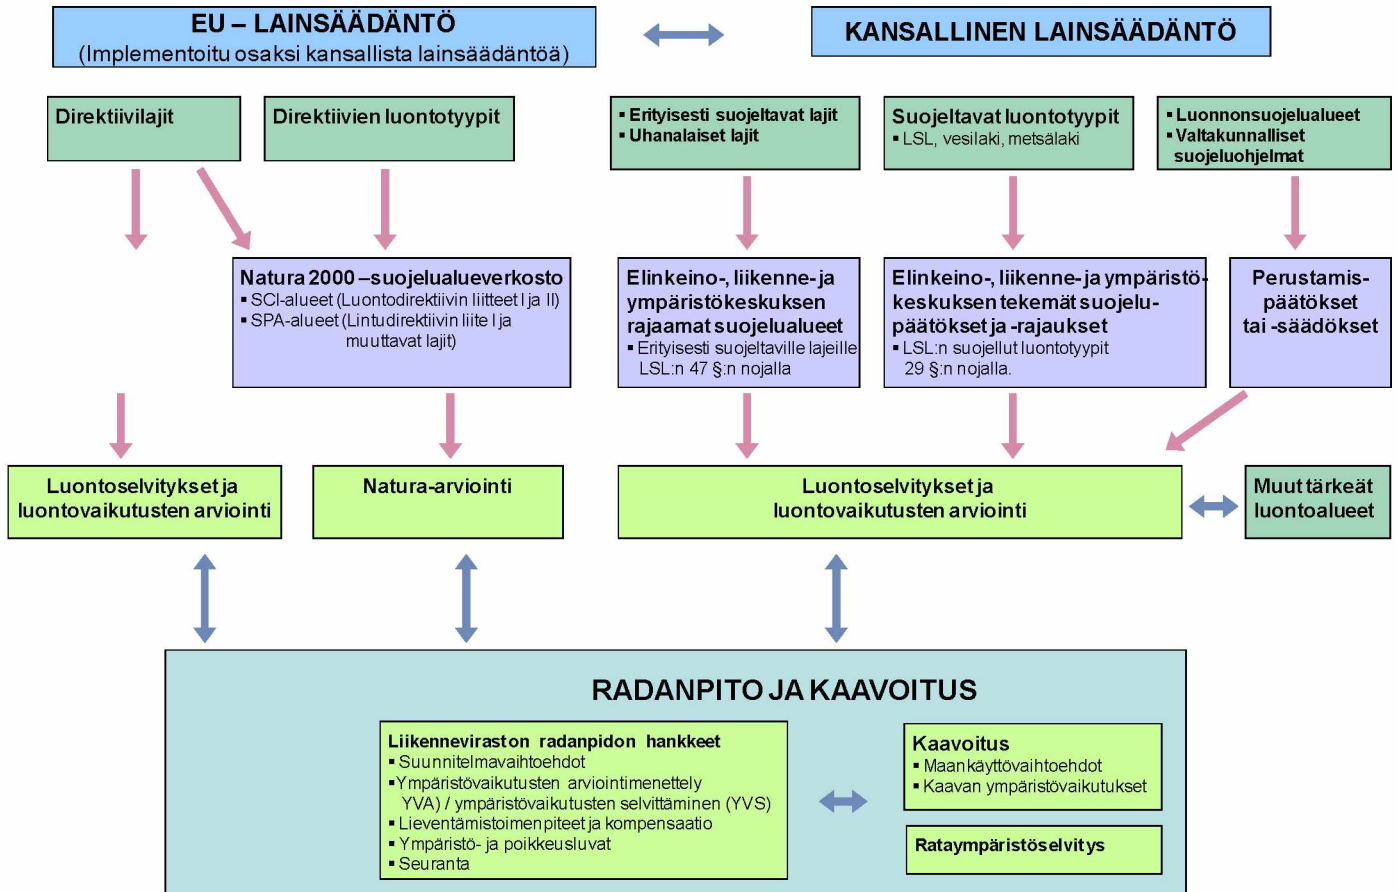 EU – LAINSÄÄDÄNTÖ
(Implementoitu osaksi kansallista lainsäädäntöä)
KANSALLINEN LAINSÄÄDÄNTÖ
Direktiivilajit
Direktiivien luontotyypit
▪ Erityisesti suojeltavat lajit
▪ Uhanalaiset lajit
Suojeltavat luontotyypit
▪ LSL, vesilaki, metsälaki
▪ Luonnonsuojelualueet
▪ Valtakunnalliset
suojeluohjelmat
Natura 2000 –suojelualueverkosto
▪ SCI-alueet (Luontodirektiivin liitteet I ja II)
▪ SPA-alueet (Lintudirektiivin liite I ja
muuttavat lajit)
Elinkeino-, liikenne- ja
ympäristökeskuksen
rajaamat suojelualueet
▪ Erityisesti suojeltaville lajeille
LSL:n 47 §:n nojalla
Elinkeino-, liikenne- ja ympäristö-
keskuksen tekemät suojelu-
päätökset ja -rajaukset
▪ LSL:n suojellut luontotyypit
29 §:n nojalla.
Perustamis-
päätökset
tai -säädökset
Luontoselvitykset ja
luontovaikutusten arviointi
Natura-arviointi
Luontoselvitykset ja
luontovaikutusten arviointi
Muut tärkeät
luontoalueet
RADANPITO JA KAAVOITUS
Liikenneviraston radanpidon hankkeet
▪ Suunnitelmavaihtoehdot
▪ Ympäristövaikutusten arviointimenettely
YVA) / ympäristövaikutusten selvittäminen (YVS)
▪ Lieventämistoimenpiteet ja kompensaatio
▪ Ympäristö- ja poikkeusluvat
▪ Seuranta
Kaavoitus
▪ Maankäyttövaihtoehdot
▪ Kaavan ympäristövaikutukset
Rataympäristöselvitys